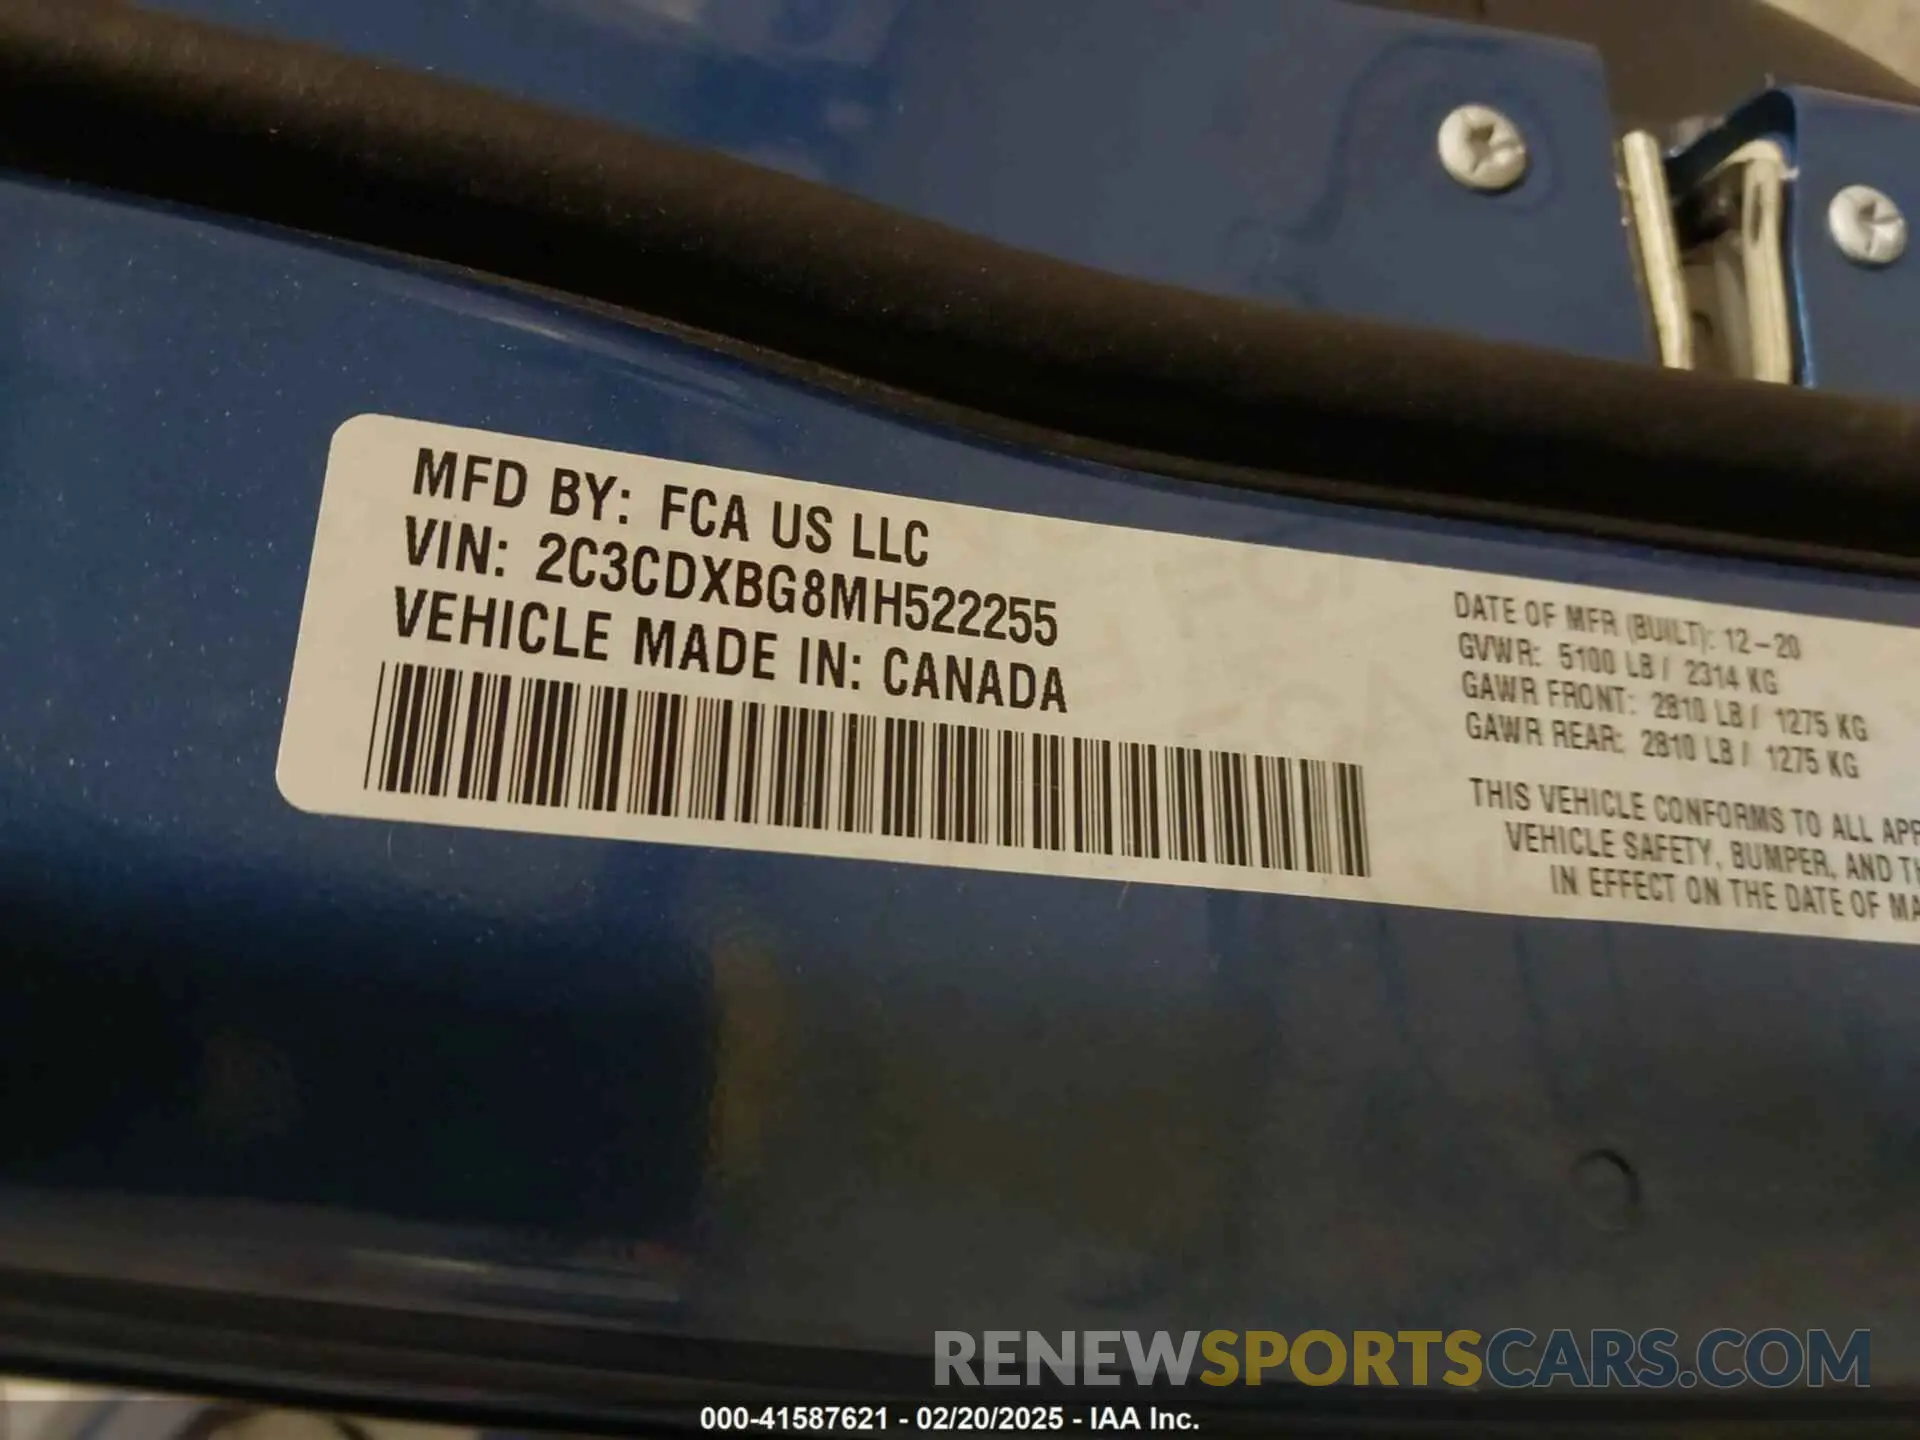 MFD BY: FCA US LLC
VIN: 2C3CDXBG8MH522255
VEHICLE MADE IN: CANADA
DATE OF MFR (BUILT): 12-20
GVWR: 5100 LB / 2314 KG
GAWR FRONT: 2810 LB / 1275 KG
GAWR REAR: 2810 LB / 1275 KG
THIS VEHICLE CONFORMS TO ALL
VEHICLE SAFETY, BUMPER, AND
IN EFFECT ON THE DATE OF
RENEWSPORTSCARS.COM
000-41587621 - 02/20/2025 - IAA Inc.